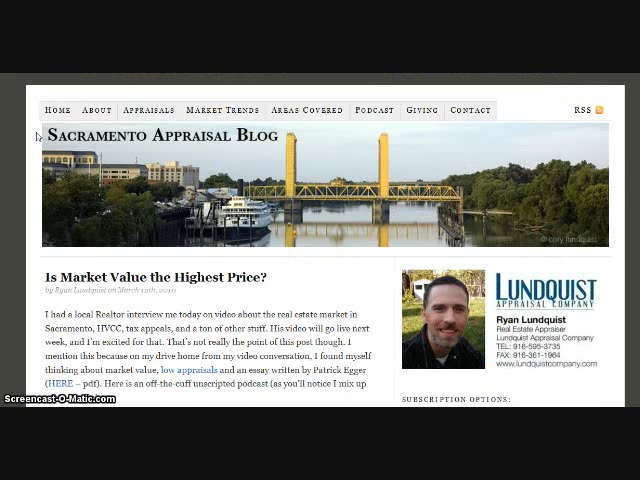 HOME ABOUT APPRAISALS MARKET TRENDS AREAS COVERED PODCAST GIVING CONTACT RSS
SACRAMENTO APPRAISAL BLOG
© cory lundquist
Is Market Value the Highest Price?
by Ryan Lundquist on March 12th, 2010
I had a local Realtor interview me today on video about the real estate market in
Sacramento, HVCC, tax appeals, and a ton of other stuff. His video will go live next
week, and I'm excited for that. That's not really the point of this post though. I
mention this because on my drive home from my video conversation, I found myself
thinking about market value, low appraisals and an essay written by Patrick Egger
(HERE – pdf). Here is an off-the-cuff unscripted podcast (as you'll notice I mix up
LUNDQUIST
APPRAISAL COMPANY
Ryan Lundquist
Real Estate Appraiser
Lundquist Appraisal Company
TEL: 916-595-3735
FAX: 916-361-1964
www.lundquistcompany.com
SUBSCRIPTION OPTIONS:
Screencast-O-Matic.com